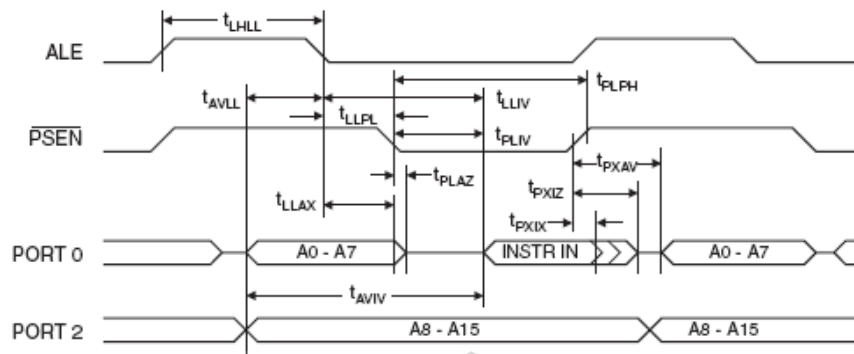 tLHLL
ALE
tPLPH
tAVLL
tLLIV
tLLPL
PSEN
tPLIV
tPXAV
tPLAZ
tLLAX
tPXIZ
tPXIX
PORT 0
A0 - A7
INSTR IN
A0 - A7
tAVIV
PORT 2
A8 - A15
A8 - A15